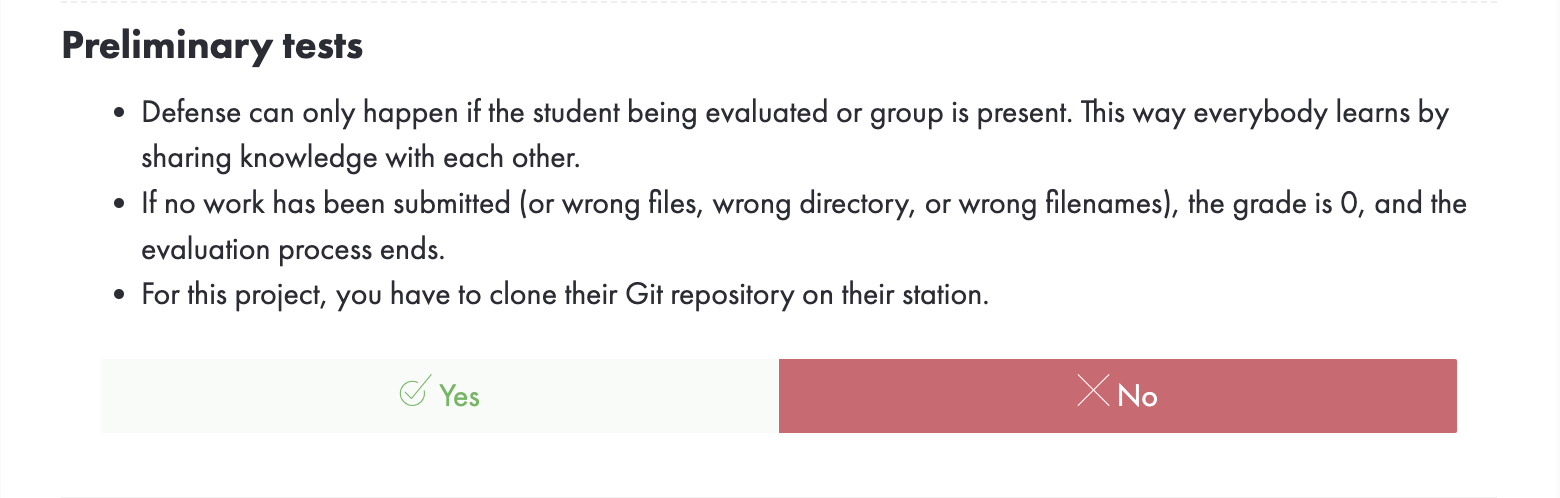 Preliminary tests
• Defense can only happen if the student being evaluated or group is present. This way everybody learns by
sharing knowledge with each other.
• If no work has been submitted (or wrong files, wrong directory, or wrong filenames), the grade is 0, and the
evaluation process ends.
• For this project, you have to clone their Git repository on their station.
Yes
No